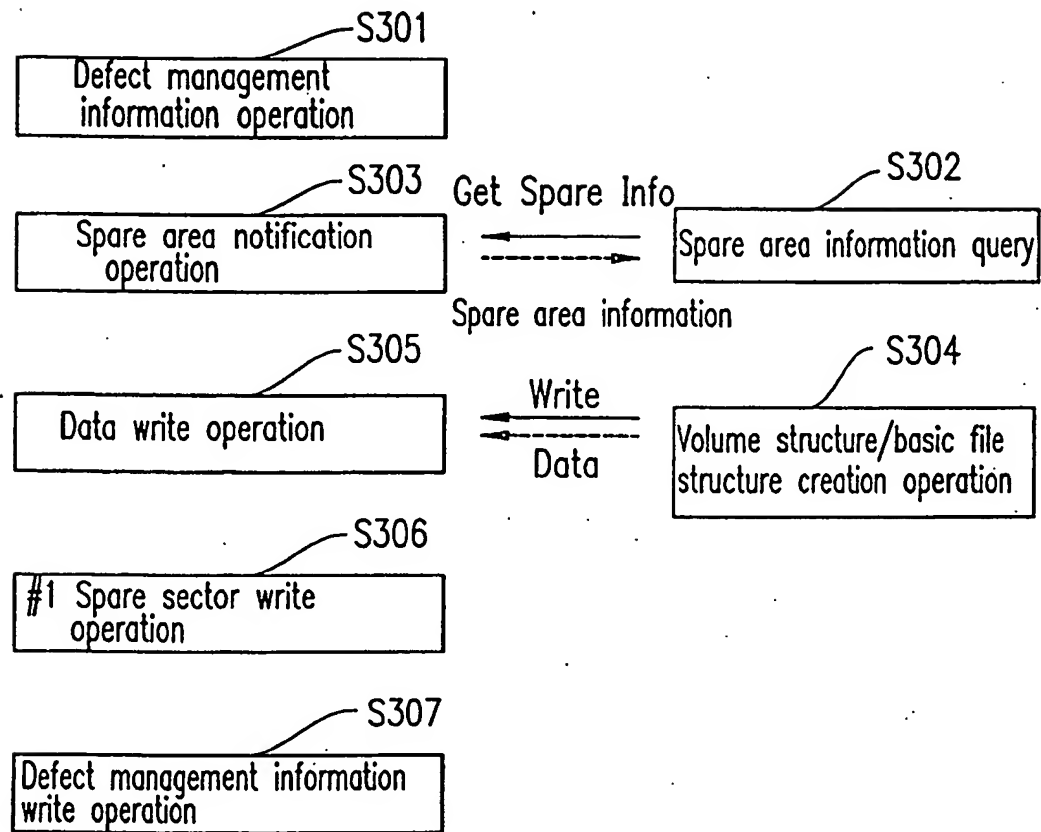 S301
Defect management
information operation
S303
Spare area notification
operation
Get Spare Info
Spare area information
S302
Spare area information query
S305
Data write operation
Write
Data
S304
Volume structure/basic file
structure creation operation
S306
#1 Spare sector write
operation
S307
Defect management information
write operation